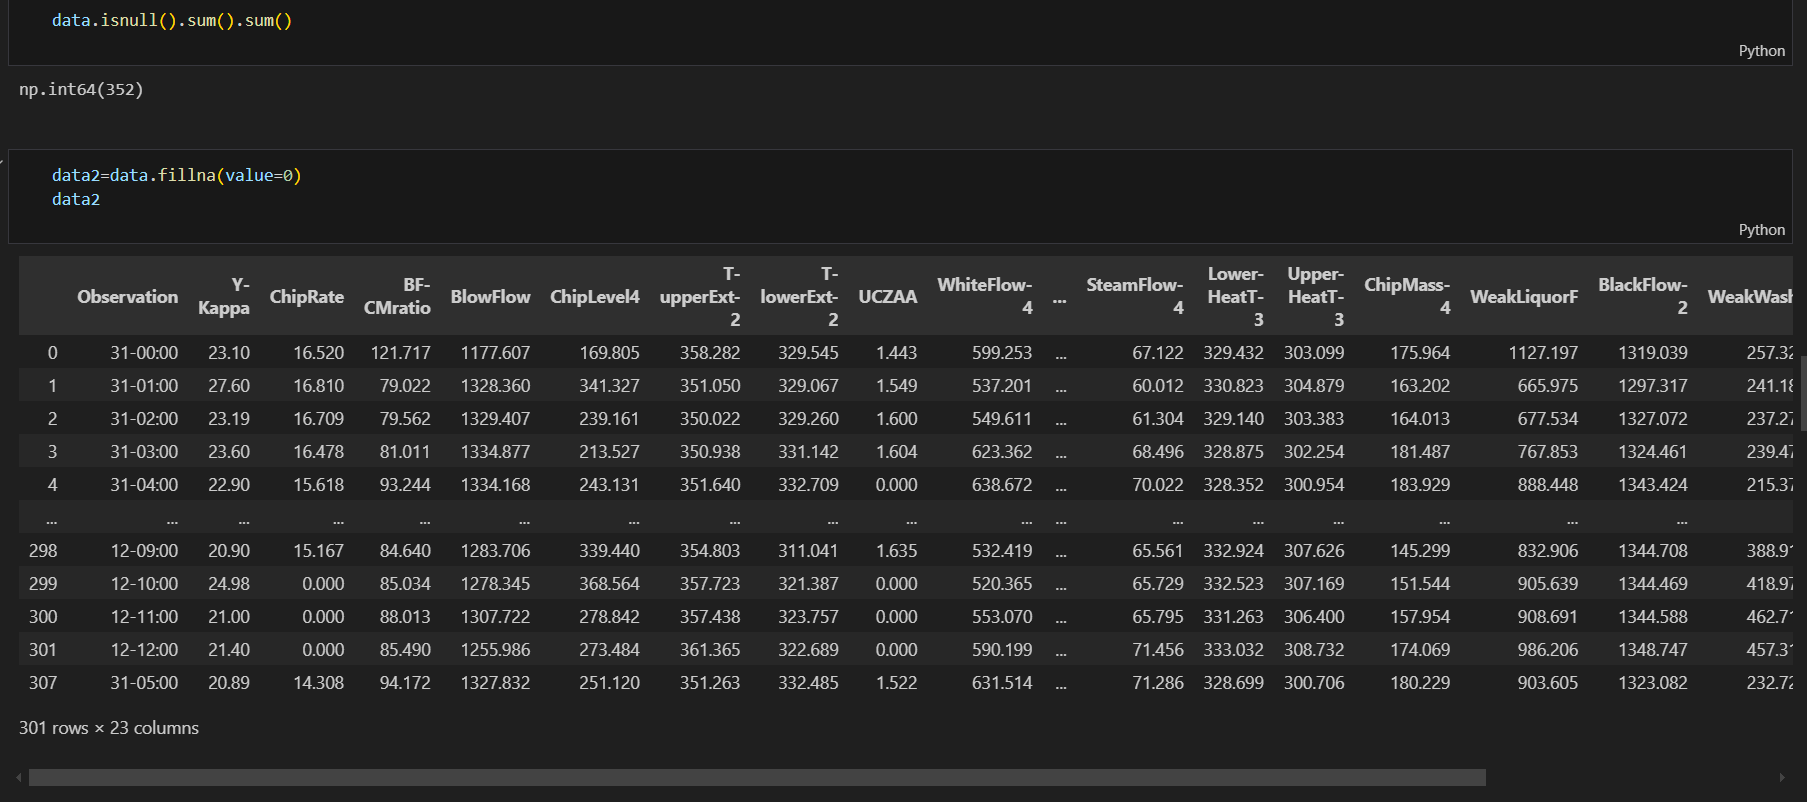 data.isnull().sum().sum()
Python
np.int64(352)
data2=data.fillna(value=0)
data2
Python
Observation Y-Kappa ChipRate BF-CMratio BlowFlow ChipLevel4 T-upperExt-2 T-lowerExt-2 UCZAA WhiteFlow-4 ... SteamFlow-4 Lower-HeatT-3 Upper-HeatT-3 ChipMass-4 WeakLiquorF BlackFlow-2 WeakWash
0 31-00:00 23.10 16.520 121.717 1177.607 169.805 358.282 329.545 1.443 599.253 ... 67.122 329.432 303.099 175.964 1127.197 1319.039 257.32
1 31-01:00 27.60 16.810 79.022 1328.360 341.327 351.050 329.067 1.549 537.201 ... 60.012 330.823 304.879 163.202 665.975 1297.317 241.18
2 31-02:00 23.19 16.709 79.562 1329.407 239.161 350.022 329.260 1.600 549.611 ... 61.304 329.140 303.383 164.013 677.534 1327.072 237.27
3 31-03:00 23.60 16.478 81.011 1334.877 213.527 350.938 331.142 1.604 623.362 ... 68.496 328.875 302.254 181.487 767.853 1324.461 239.47
4 31-04:00 22.90 15.618 93.244 1334.168 243.131 351.640 332.709 0.000 638.672 ... 70.022 328.352 300.954 183.929 888.448 1343.424 215.37
... ... ... ... ... ... ... ... ... ... ... ... ... ... ... ... ... ...
298 12-09:00 20.90 15.167 84.640 1283.706 339.440 354.803 311.041 1.635 532.419 ... 65.561 332.924 307.626 145.299 832.906 1344.708 388.91
299 12-10:00 24.98 0.000 85.034 1278.345 368.564 357.723 321.387 0.000 520.365 ... 65.729 332.523 307.169 151.544 905.639 1344.469 418.97
300 12-11:00 21.00 0.000 88.013 1307.722 278.842 357.438 323.757 0.000 553.070 ... 65.795 331.263 306.400 157.954 908.691 1344.588 462.71
301 12-12:00 21.40 0.000 85.490 1255.986 273.484 361.365 322.689 0.000 590.199 ... 71.456 333.032 308.732 174.069 986.206 1348.747 457.31
307 31-05:00 20.89 14.308 94.172 1327.832 251.120 351.263 332.485 1.522 631.514 ... 71.286 328.699 300.706 180.229 903.605 1323.082 232.72
301 rows × 23 columns